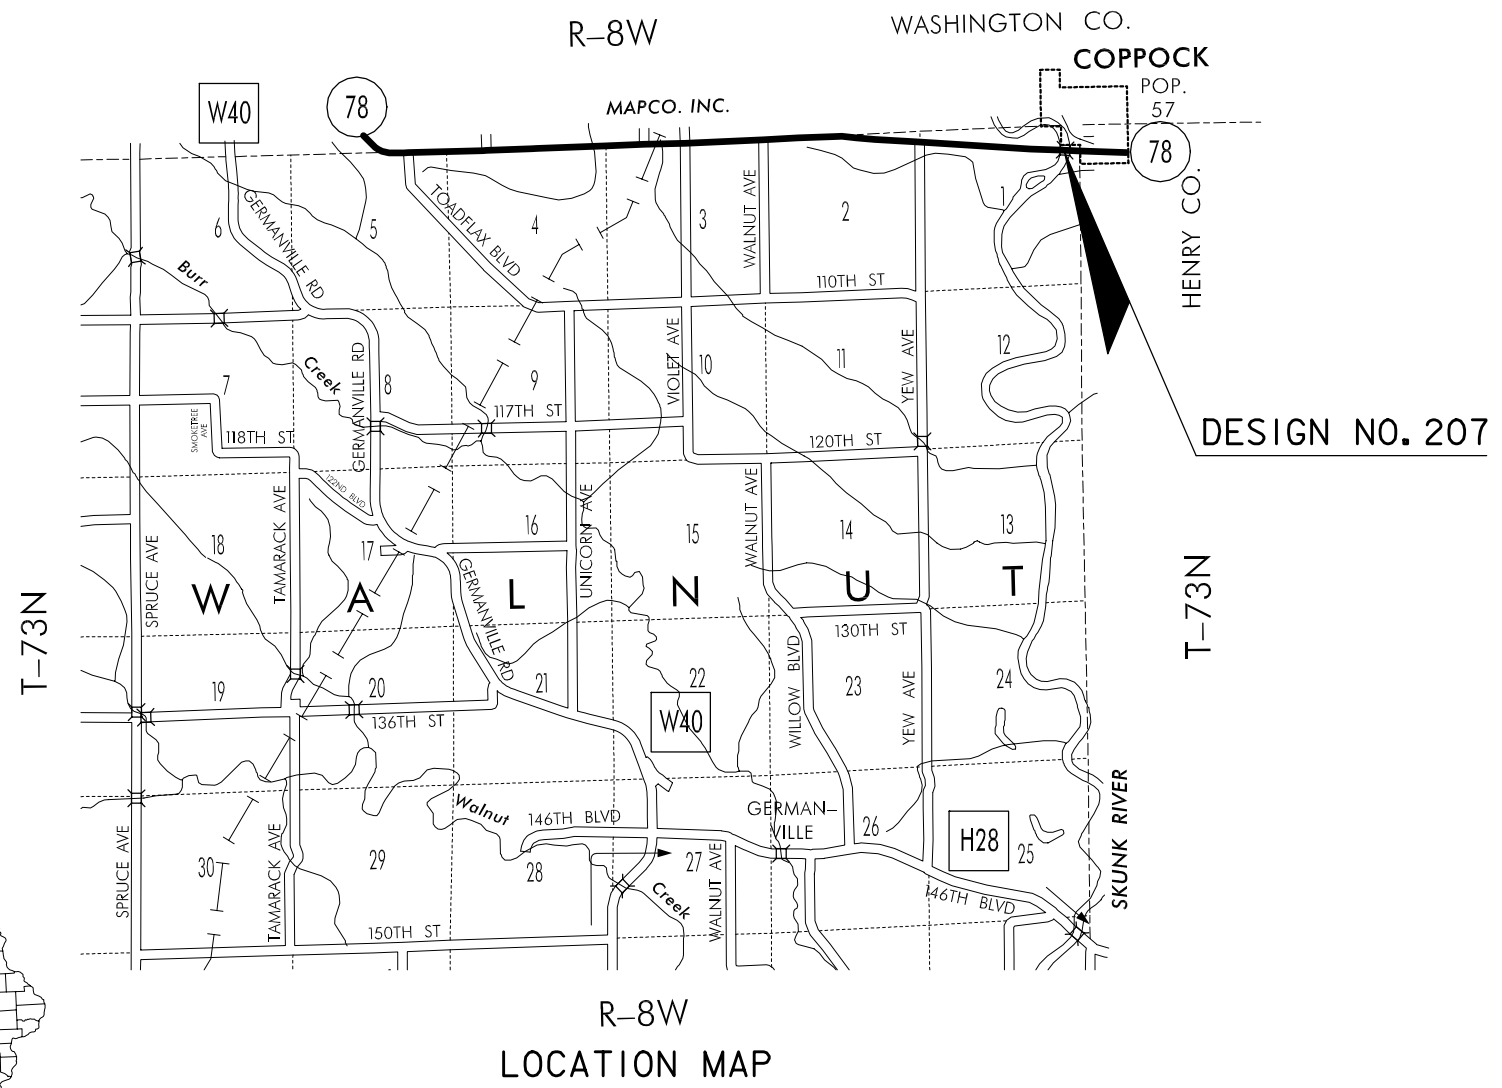 R-8W
WASHINGTON CO.
COPPOCK
POP.
57
W40
78
MAPCO. INC.
78
HENRY CO.
GERMANVILLE RD
TOADFLAX BLVD
WALNUT AVE
6
5
4
3
2
1
Burr
110TH ST
Creek
GERMANVILLE RD
VIOLET AVE
YEW AVE
7
8
9
10
11
12
SMOKETREE
AVE
118TH ST
117TH ST
120TH ST
DESIGN NO. 207
122ND BLVD
SPRUCE AVE
TAMARACK AVE
UNICORN AVE
WALNUT AVE
18
17
16
15
14
13
W A L N U T
T-73N
T-73N
GERMANVILLE RD
130TH ST
WILLOW BLVD
YEW AVE
19
20
21
22
23
24
136TH ST
W40
Walnut
146TH BLVD
GERMAN-
VILLE
26
H28
25
SKUNK RIVER
SPRUCE AVE
TAMARACK AVE
WALNUT AVE
30
29
28
27
Creek
146TH BLVD
150TH ST
R-8W
LOCATION MAP